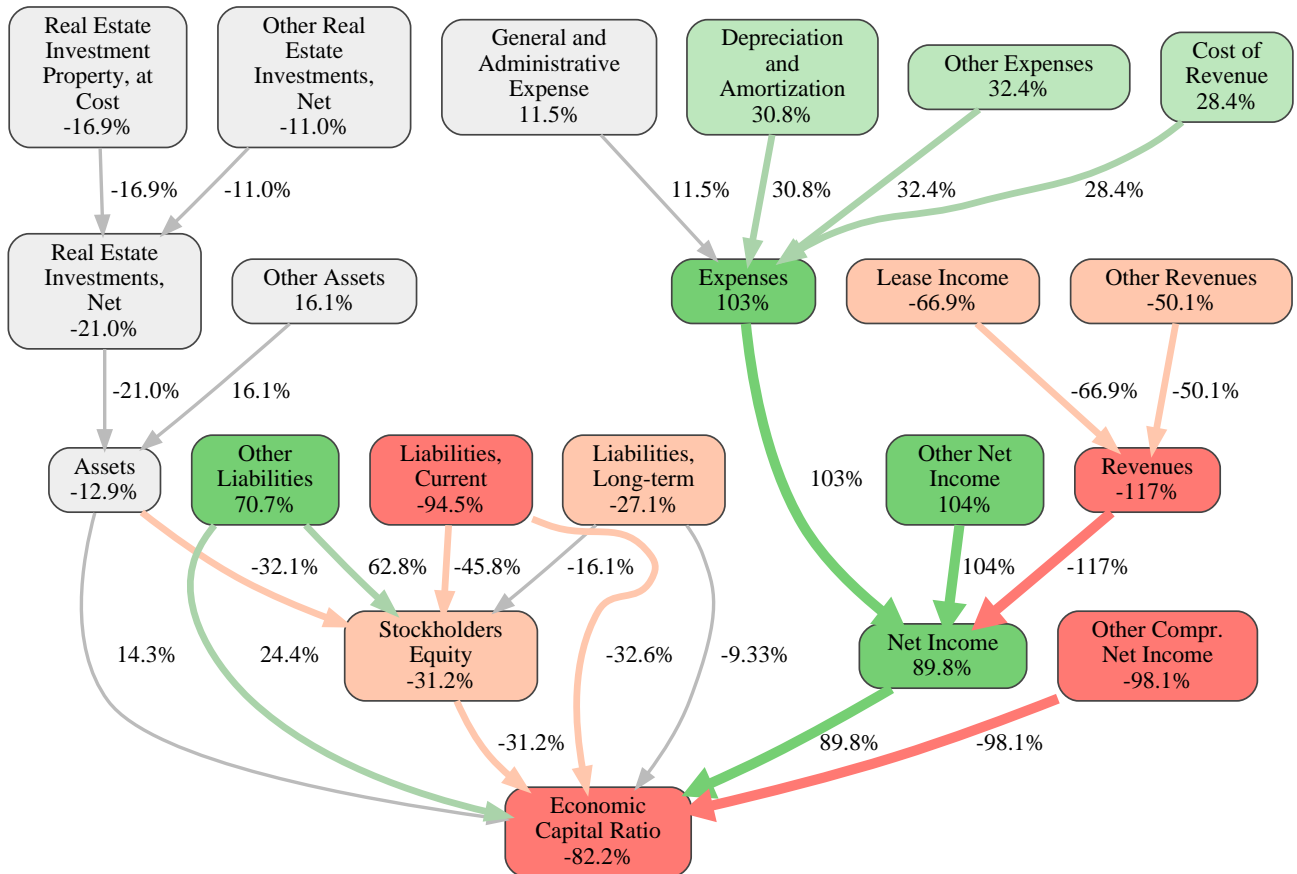 Real Estate
Investment
Property, at
Cost
-16.9%
Other Real
Estate
Investments,
Net
-11.0%
General and
Administrative
Expense
11.5%
Depreciation
and
Amortization
30.8%
Other Expenses
32.4%
Cost of
Revenue
28.4%
-16.9%
-11.0%
11.5%
30.8%
32.4%
28.4%
Real Estate
Investments,
Net
-21.0%
Other Assets
16.1%
Expenses
103%
Lease Income
-66.9%
Other Revenues
-50.1%
-21.0%
16.1%
-66.9%
-50.1%
Assets
-12.9%
Other
Liabilities
70.7%
Liabilities,
Current
-94.5%
Liabilities,
Long-term
-27.1%
103%
Other Net
Income
104%
Revenues
-117%
-32.1%
62.8%
-45.8%
-16.1%
104%
-117%
Stockholders
Equity
-31.2%
Net Income
89.8%
Other Compr.
Net Income
-98.1%
14.3%
24.4%
-32.6%
-9.33%
-31.2%
89.8%
-98.1%
Economic
Capital Ratio
-82.2%